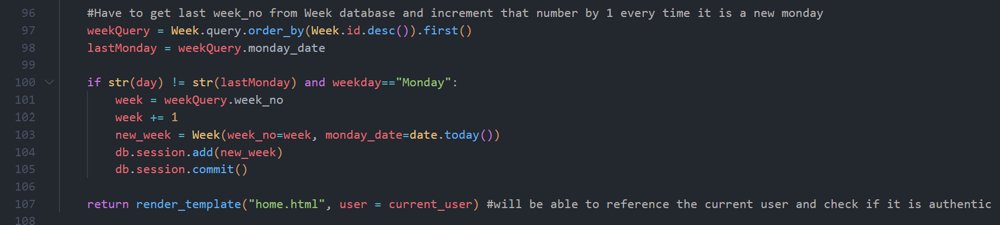 96 #Have to get last week_no from Week database and increment that number by 1 every time it is a new monday
97 weekQuery = Week.query.order_by(Week.id.desc()).first()
98 lastMonday = weekQuery.monday_date
99
100 if str(day) != str(lastMonday) and weekday=="Monday":
101 week = weekQuery.week_no
102 week += 1
103 new_week = Week(week_no=week, monday_date=date.today())
104 db.session.add(new_week)
105 db.session.commit()
106
107 return render_template("home.html", user = current_user) #will be able to reference the current user and check if it is authentic
108